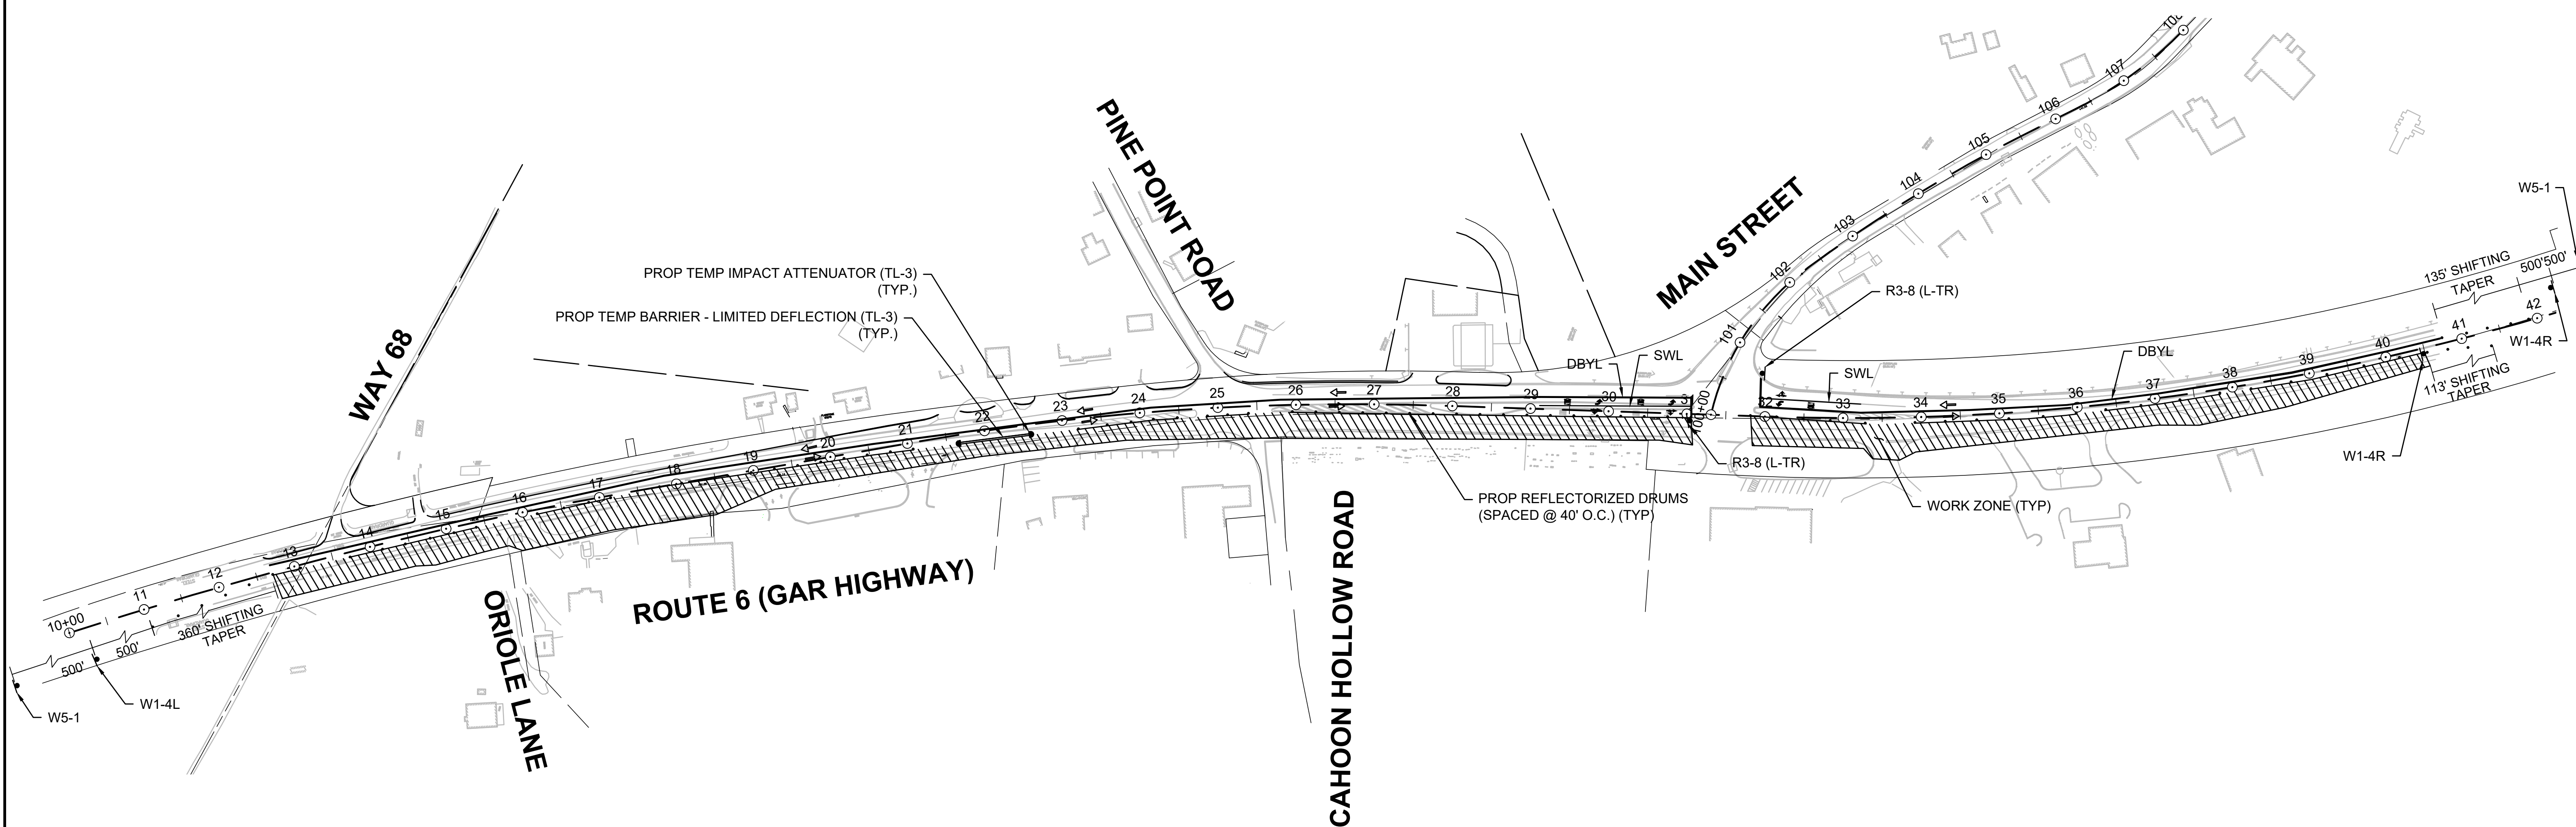 WAY 68
PROP TEMP IMPACT ATTENUATOR (TL-3)
(TYP.)
PROP TEMP BARRIER - LIMITED DEFLECTION (TL-3)
(TYP.)
PINE POINT ROAD
MAIN STREET
R3-8 (L-TR)
SWL
DBYL
SWL
DBYL
135' SHIFTING
TAPER
500'
500'
W5-1
W1-4R
113' SHIFTING
TAPER
W1-4R
10+00
11
12
13
14
15
16
17
18
19
20
21
22
23
24
25
26
27
28
29
30
31
32
33
34
35
36
37
38
39
40
41
42
100+00
101
102
103
104
105
106
107
108
360' SHIFTING
TAPER
500'
500'
W5-1
W1-4L
ORIOLE LANE
ROUTE 6 (GAR HIGHWAY)
CAHOON HOLLOW ROAD
PROP REFLECTORIZED DRUMS
(SPACED @ 40' O.C.) (TYP)
R3-8 (L-TR)
WORK ZONE (TYP)